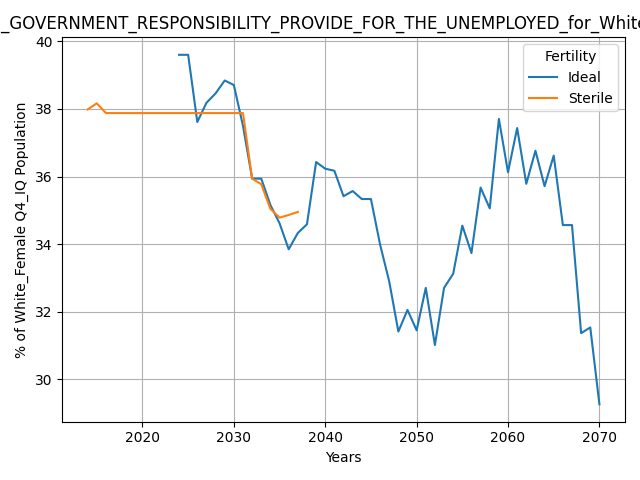 _GOVERNMENT_RESPONSIBILITY_PROVIDE_FOR_THE_UNEMPLOYED_for_White
Fertility
Ideal
Sterile
% of White_Female Q4_IQ Population
40
38
36
34
32
30
2020
2030
2040
2050
2060
2070
Years